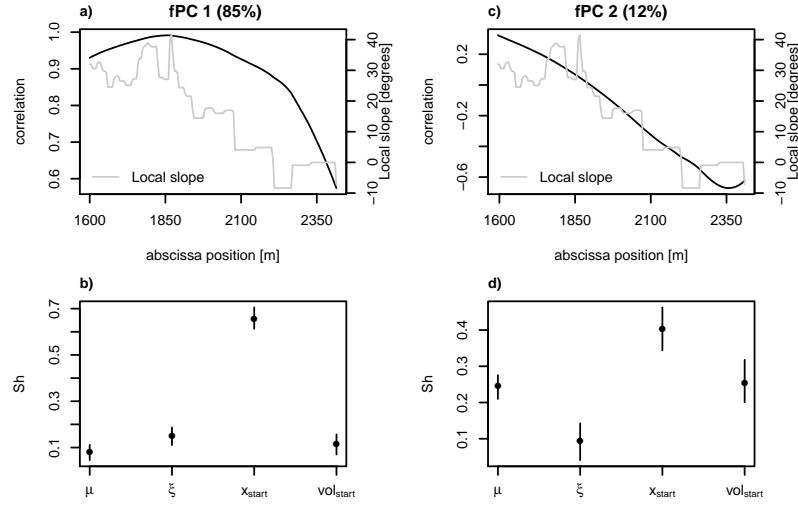 a) fPC 1 (85%)
1.0
0.9
0.8
0.7
0.6
correlation
40
30
20
10
0
−10
Local slope [degrees]
Local slope
1600 1850 2100 2350
abscissa position [m]
c) fPC 2 (12%)
0.2
−0.2
−0.6
correlation
40
30
20
10
0
−10
Local slope [degrees]
Local slope
1600 1850 2100 2350
abscissa position [m]
b)
0.7
0.5
0.3
0.1
Sh
μ ξ xstart volstart
d)
0.4
0.3
0.2
0.1
Sh
μ ξ xstart volstart